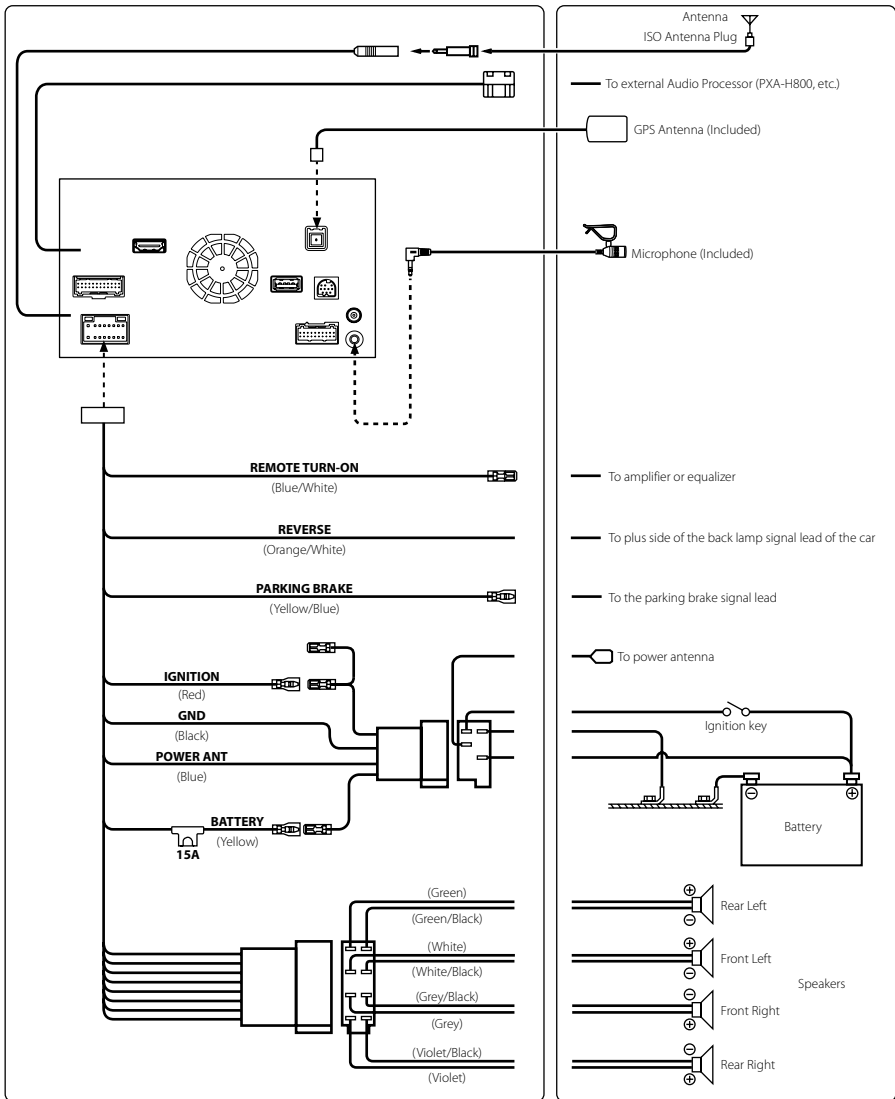 Antenna
ISO Antenna Plug
To external Audio Processor (PXA-H800, etc.)
GPS Antenna (Included)
Microphone (Included)
REMOTE TURN-ON
(Blue/White)
To amplifier or equalizer
REVERSE
(Orange/White)
To plus side of the back lamp signal lead of the car
PARKING BRAKE
(Yellow/Blue)
To the parking brake signal lead
To power antenna
IGNITION
(Red)
Ignition key
GND
(Black)
POWER ANT
(Blue)
BATTERY
(Yellow)
15A
Battery
(Green)
(Green/Black)
Rear Left
(White)
(White/Black)
Front Left
Speakers
(Grey/Black)
(Grey)
Front Right
(Violet/Black)
(Violet)
Rear Right